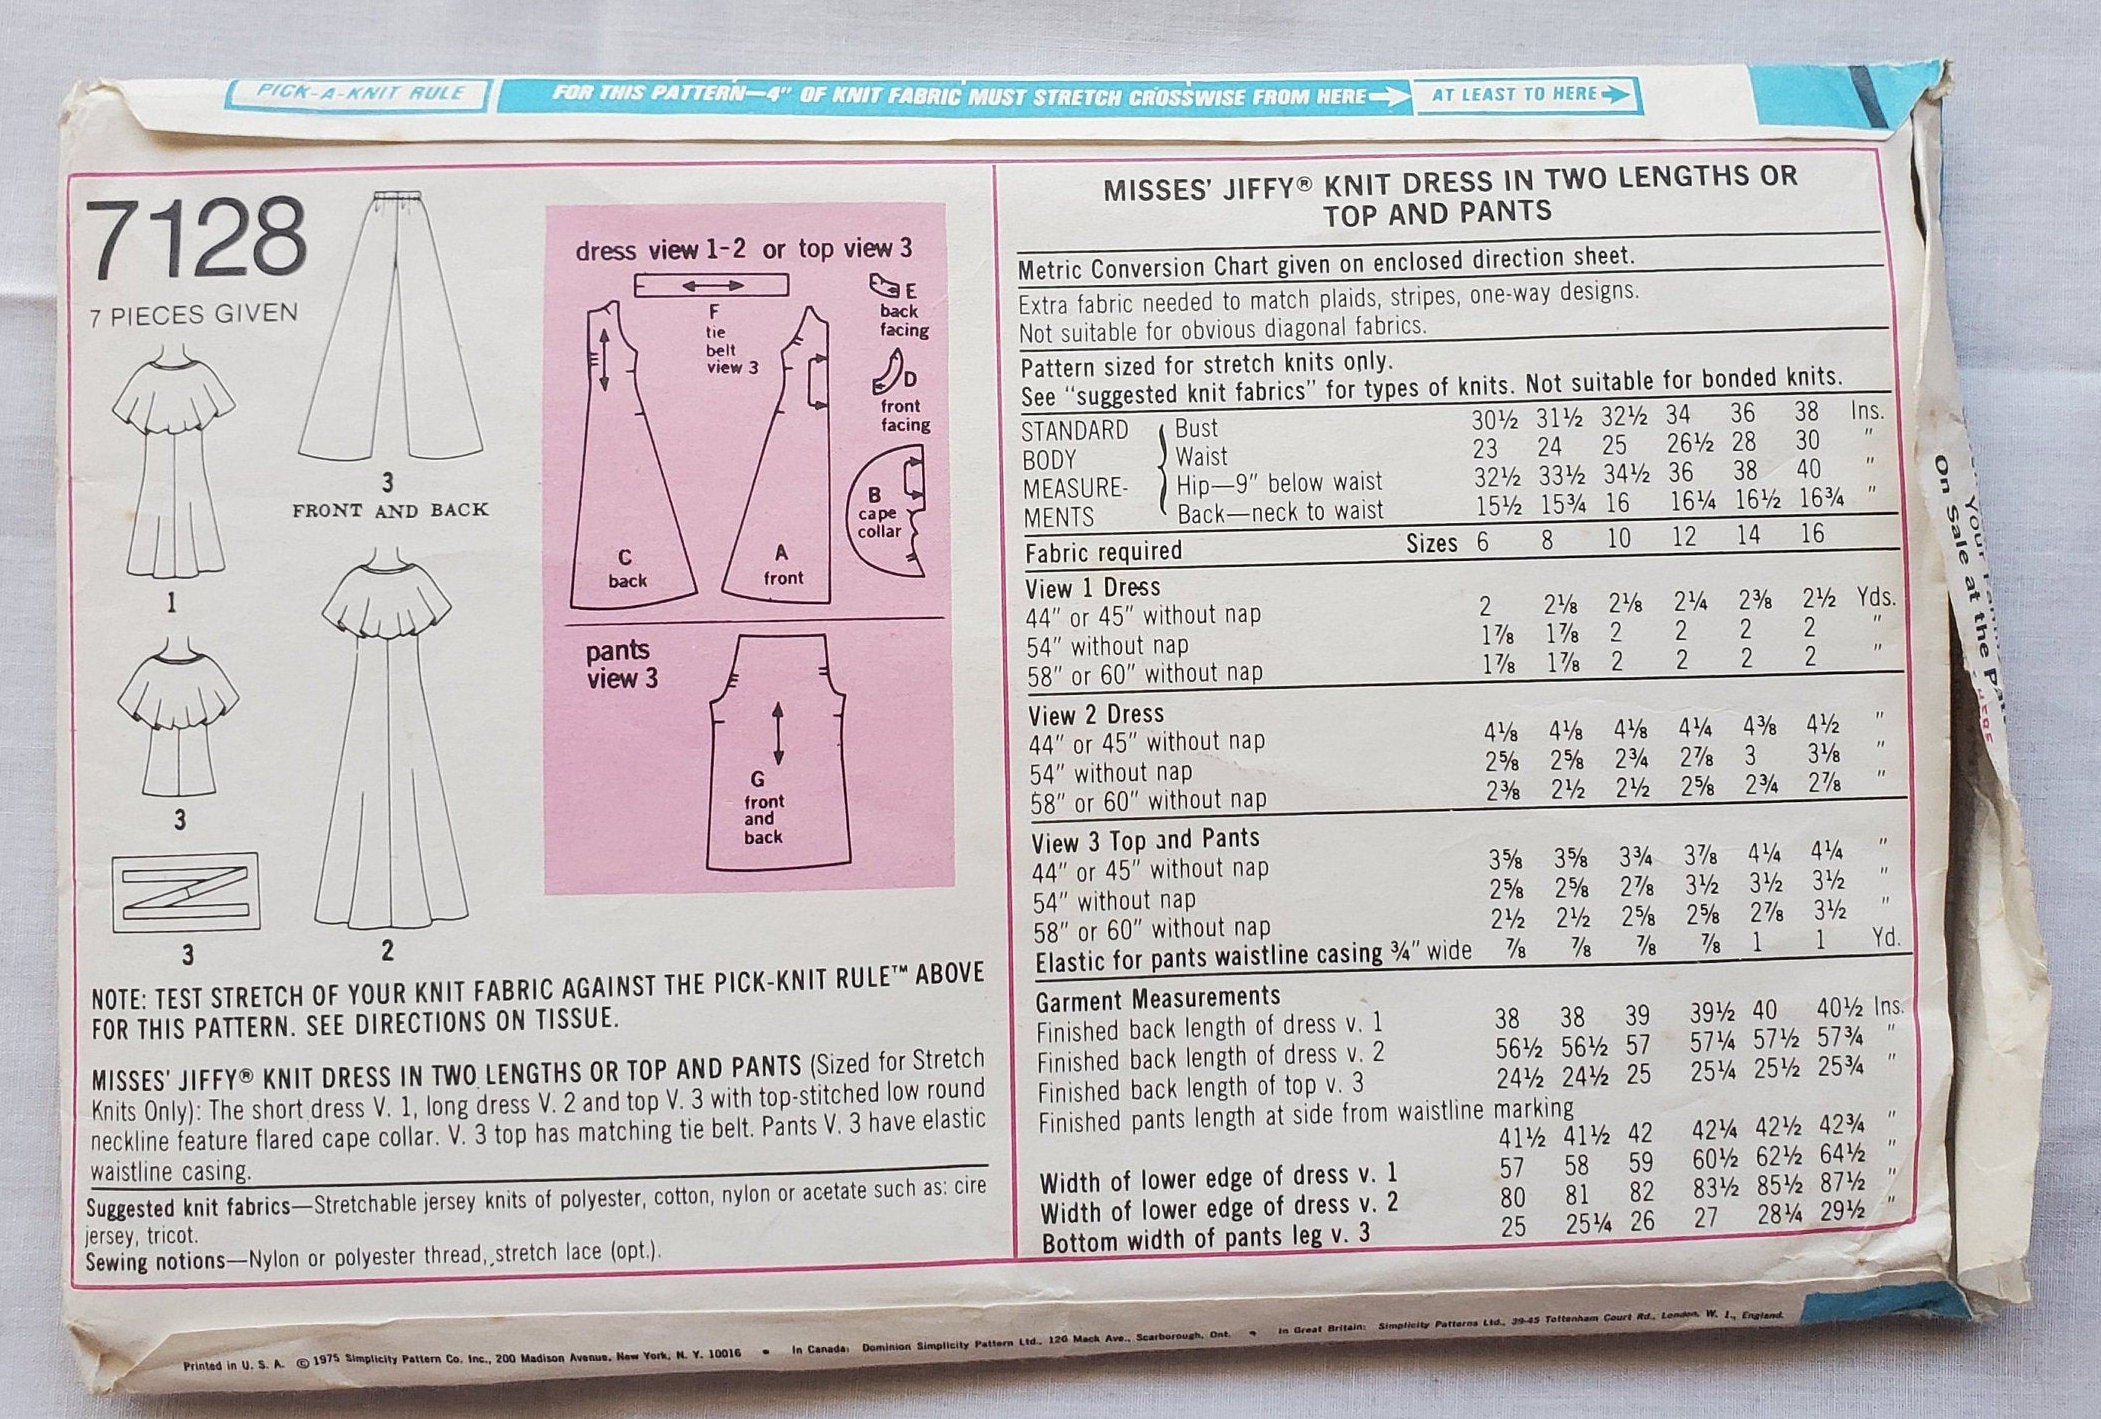 PICK-A-KNIT RULE
FOR THIS PATTERN—4" OF KNIT FABRIC MUST STRETCH CROSSWISE FROM HERE
AT LEAST TO HERE
7128
7 PIECES GIVEN
1
3
FRONT AND BACK
3
3
2
dress view 1-2 or top view 3
F
tie
belt
view 3
E
back
facing
D
front
facing
B
cape
collar
C
back
A
front
pants
view 3
G
front
and
back
NOTE: TEST STRETCH OF YOUR KNIT FABRIC AGAINST THE PICK-KNIT RULE™ ABOVE
FOR THIS PATTERN. SEE DIRECTIONS ON TISSUE.
MISSES' JIFFY® KNIT DRESS IN TWO LENGTHS OR TOP AND PANTS (Sized for Stretch
Knits Only): The short dress V. 1, long dress V. 2 and top V. 3 with top-stitched low round
neckline feature flared cape collar. V. 3 top has matching tie belt. Pants V. 3 have elastic
waistline casing.
Suggested knit fabrics—Stretchable jersey knits of polyester, cotton, nylon or acetate such as: cire
jersey, tricot.
Sewing notions—Nylon or polyester thread, stretch lace (opt.).
MISSES' JIFFY® KNIT DRESS IN TWO LENGTHS OR
TOP AND PANTS
Metric Conversion Chart given on enclosed direction sheet.
Extra fabric needed to match plaids, stripes, one-way designs.
Not suitable for obvious diagonal fabrics.
Pattern sized for stretch knits only.
See "suggested knit fabrics" for types of knits. Not suitable for bonded knits.
STANDARD BODY MEASURE-MENTS
Bust 30½ 31½ 32½ 34 36 38 Ins.
Waist 23 24 25 26½ 28 30 "
Hip—9" below waist 32½ 33½ 34½ 36 38 40 "
Back—neck to waist 15½ 15¾ 16 16¼ 16½ 16¾ "
Fabric required Sizes 6 8 10 12 14 16
View 1 Dress
44" or 45" without nap 2 2⅛ 2⅛ 2¼ 2⅜ 2½ Yds.
54" without nap 1⅞ 1⅞ 2 2 2 2 "
58" or 60" without nap 1⅞ 1⅞ 2 2 2 2 "
View 2 Dress
44" or 45" without nap 4⅛ 4⅛ 4⅛ 4¼ 4⅜ 4½ "
54" without nap 2⅝ 2⅝ 2¾ 2⅞ 3 3⅛ "
58" or 60" without nap 2⅜ 2½ 2½ 2⅝ 2¾ 2⅞ "
View 3 Top and Pants
44" or 45" without nap 3⅝ 3⅝ 3¾ 3⅞ 4¼ 4¼ "
54" without nap 2⅝ 2⅝ 2⅞ 3½ 3½ 3½ "
58" or 60" without nap 2½ 2½ 2⅝ 2⅝ 2⅞ 3½ "
Elastic for pants waistline casing ¾" wide ⅞ ⅞ ⅞ ⅞ 1 1 Yd.
Garment Measurements
Finished back length of dress v. 1 38 38 39 39½ 40 40½ Ins.
Finished back length of dress v. 2 56½ 56½ 57 57¼ 57½ 57¾ "
Finished back length of top v. 3 24½ 24½ 25 25¼ 25½ 25¾ "
Finished pants length at side from waistline marking
41½ 41½ 42 42¼ 42½ 42¾ "
Width of lower edge of dress v. 1 57 58 59 60½ 62½ 64½ "
Width of lower edge of dress v. 2 80 81 82 83½ 85½ 87½ "
Bottom width of pants leg v. 3 25 25¼ 26 27 28¼ 29½ "
On Sale at the
Printed in U. S. A. © 1975 Simplicity Pattern Co. Inc., 200 Madison Avenue, New York, N. Y. 10016 • In Canada: Dominion Simplicity Pattern Ltd., 120 Mack Ave., Scarborough, Ont. • In Great Britain: Simplicity Patterns Ltd., 39-45 Tottenham Court Rd., London, W. 1., England.